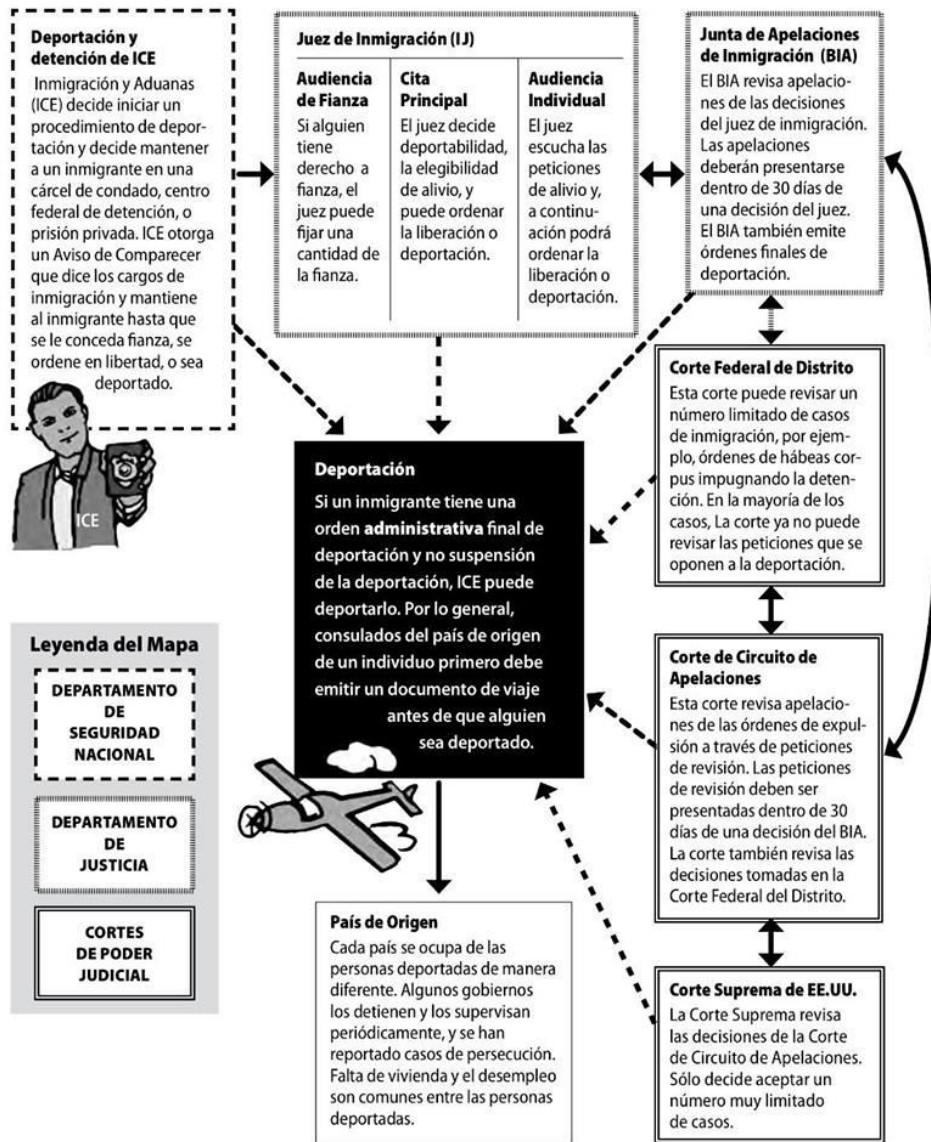 Deportación y
detención de ICE
Inmigración y Aduanas
(ICE) decide iniciar un
procedimiento de depor-
tación y decide mantener
a un inmigrante en una
cárcel de condado, centro
federal de detención, o
prisión privada. ICE otorga
un Aviso de Comparecer
que dice los cargos de
inmigración y mantiene
al inmigrante hasta que
se le conceda fianza, se
ordene en libertad, o sea
deportado.
ICE
Juez de Inmigración (IJ)
Audiencia
de Fianza
Si alguien
tiene
derecho a
fianza, el
juez puede
fijar una
cantidad de
la fianza.
Cita
Principal
El juez decide
deportabilidad,
la elegibilidad
de alivio, y
puede ordenar
la liberación o
deportación.
Audiencia
Individual
El juez
escucha las
peticiones
de alivio y,
a continu-
ación podrá
ordenar la
liberación o
deportación.
Junta de Apelaciones
de Inmigración (BIA)
El BIA revisa apelacio-
nes de las decisiones
del juez de inmigración.
Las apelaciones
deberán presentarse
dentro de 30 días de
una decisión del juez.
El BIA también emite
órdenes finales de
deportación.
Corte Federal de Distrito
Esta corte puede revisar un
número limitado de casos
de inmigración, por ejem-
plo, órdenes de hábeas cor-
pus impugnando la deten-
ción. En la mayoría de los
casos, La corte ya no puede
revisar las peticiones que se
oponen a la deportación.
Deportación
Si un inmigrante tiene una
orden administrativa final de
deportación y no suspensión
de la deportación, ICE puede
deportarlo. Por lo general,
consulados del país de origen
de un individuo primero debe
emitir un documento de viaje
antes de que alguien
sea deportado.
Corte de Circuito de
Apelaciones
Esta corte revisa apelacio-
nes de las órdenes de expul-
sión a través de peticiones
de revisión. Las peticiones
de revisión deben ser
presentadas dentro de 30
días de una decisión del BIA.
La corte también revisa las
decisiones tomadas en la
Corte Federal del Distrito.
Corte Suprema de EE.UU.
La Corte Suprema revisa
las decisiones de la Corte
de Circuito de Apelaciones.
Sólo decide aceptar un
número muy limitado
de casos.
País de Origen
Cada país se ocupa de las
personas deportadas de manera
diferente. Algunos gobiernos
los detienen y los supervisan
periódicamente, y se han
reportado casos de persecución.
Falta de vivienda y el desempleo
son comunes entre las personas
deportadas.
Leyenda del Mapa
DEPARTAMENTO
DE
SEGURIDAD
NACIONAL
DEPARTAMENTO
DE
JUSTICIA
CORTES
DE PODER
JUDICIAL